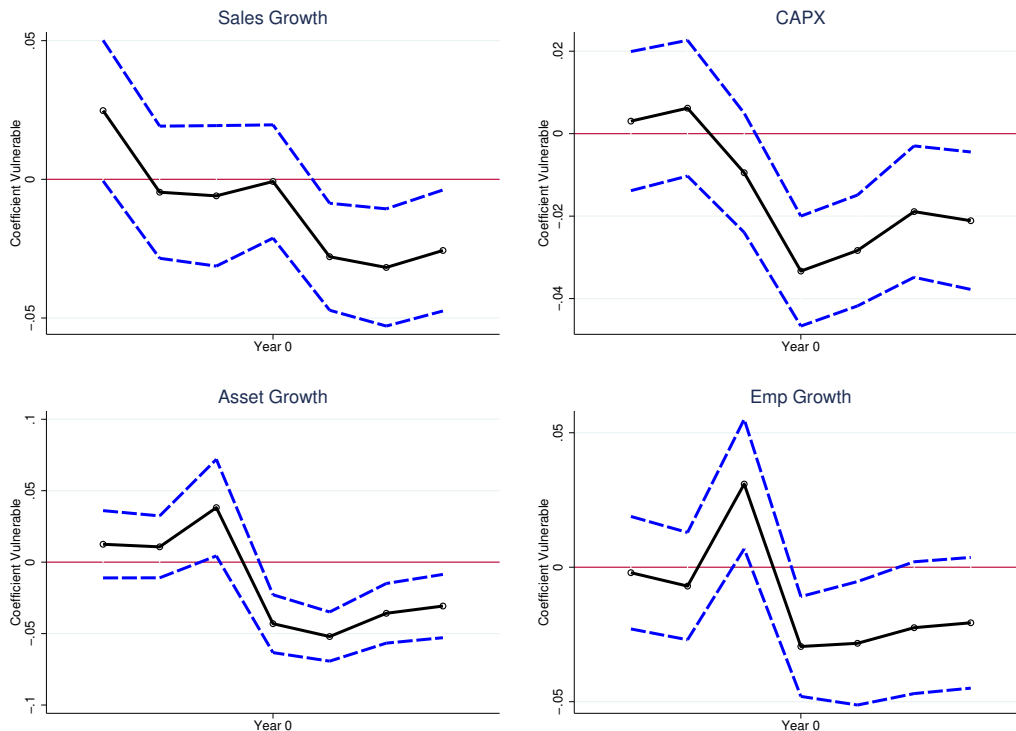 Sales Growth
Coefficient Vulnerable
.05
0
-.05
Year 0
CAPX
Coefficient Vulnerable
.02
0
-.02
-.04
Year 0
Asset Growth
Coefficient Vulnerable
.1
.05
0
-.05
-.1
Year 0
Emp Growth
Coefficient Vulnerable
.05
0
-.05
Year 0